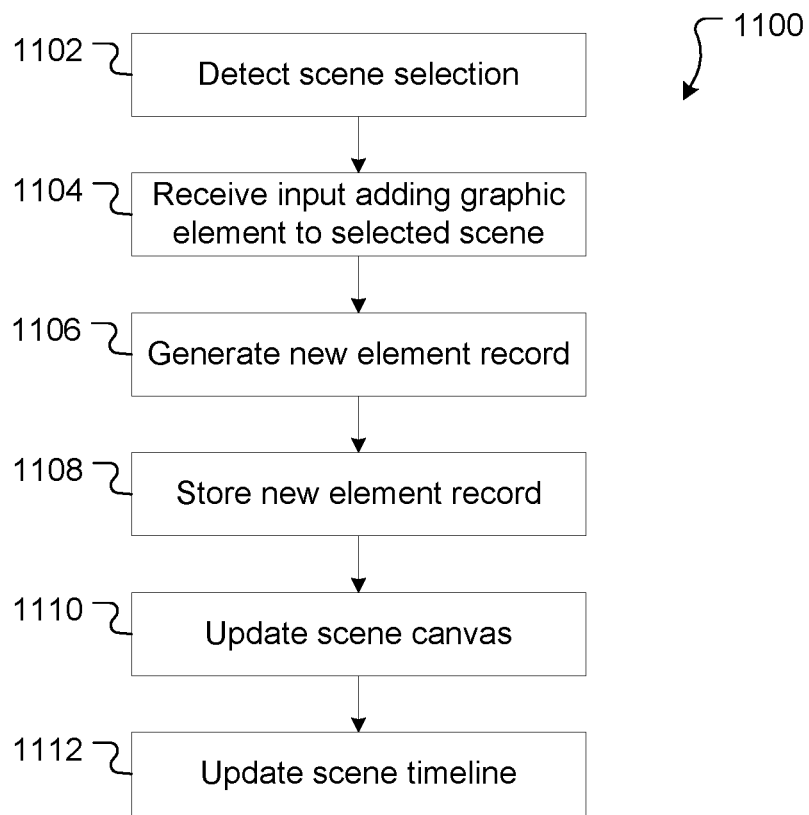 1100
1102
Detect scene selection
1104
Receive input adding graphic
element to selected scene
1106
Generate new element record
1108
Store new element record
1110
Update scene canvas
1112
Update scene timeline